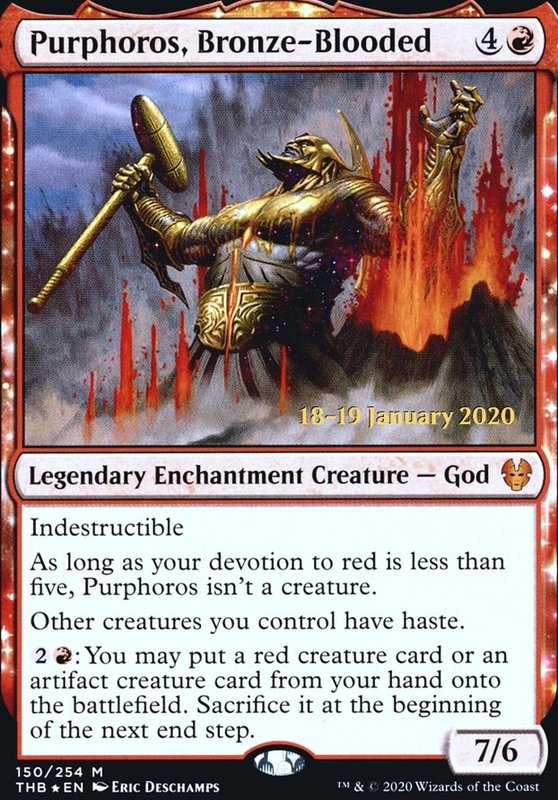 Purphoros, Bronze-Blooded 4
18-19 January 2020
Legendary Enchantment Creature — God
Indestructible
As long as your devotion to red is less than
five, Purphoros isn't a creature.
Other creatures you control have haste.
2 : You may put a red creature card or an
artifact creature card from your hand onto
the battlefield. Sacrifice it at the beginning
of the next end step.
7/6
150/254 M
THB ★ EN Eric Deschamps
™ & © 2020 Wizards of the Coast